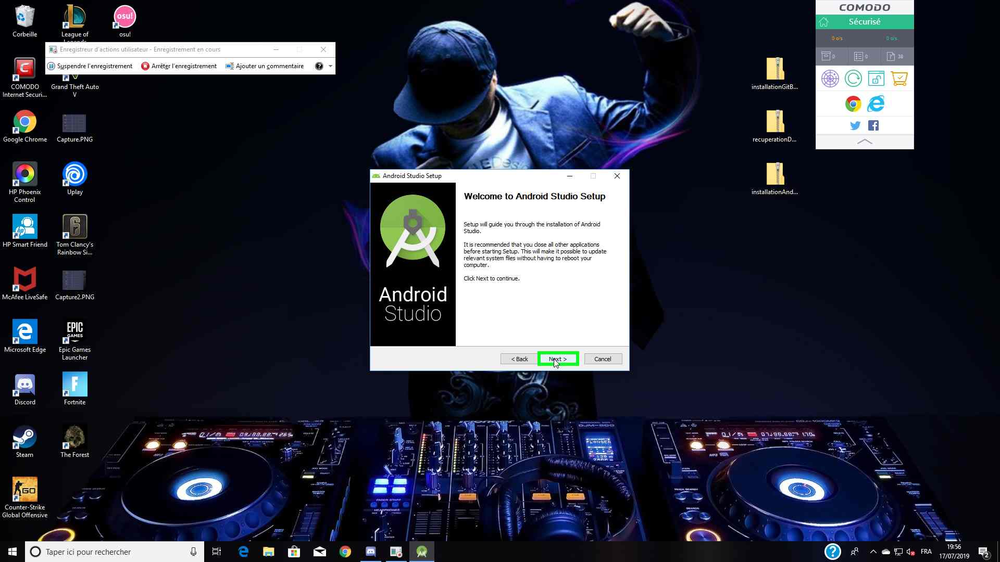 Corbeille
League of
Legends
osu!
osu!
Enregistreur d'actions utilisateur - Enregistrement en cours
Suspendre l'enregistrement
Arrêter l'enregistrement
Ajouter un commentaire
COMODO
Internet Securi...
Grand Theft Auto
V
Google Chrome
Capture.PNG
HP Phoenix
Control
Uplay
HP Smart Friend
Tom Clancy's
Rainbow Si...
McAfee LiveSafe
Capture2.PNG
Microsoft Edge
EPIC
GAMES
Epic Games
Launcher
Discord
Fortnite
Steam
The Forest
GO
Counter-Strike
Global Offensive
installationGitB...
recuperationD...
installationAnd...
COMODO
Sécurisé
0 o/s
0 o/s
0
0
38
Android Studio Setup
Welcome to Android Studio Setup
Setup will guide you through the installation of Android
Studio.
It is recommended that you close all other applications
before starting Setup. This will make it possible to update
relevant system files without having to reboot your
computer.
Click Next to continue.
Android
Studio
< Back
Next >
Cancel
Taper ici pour rechercher
FRA
19:56
17/07/2019
2